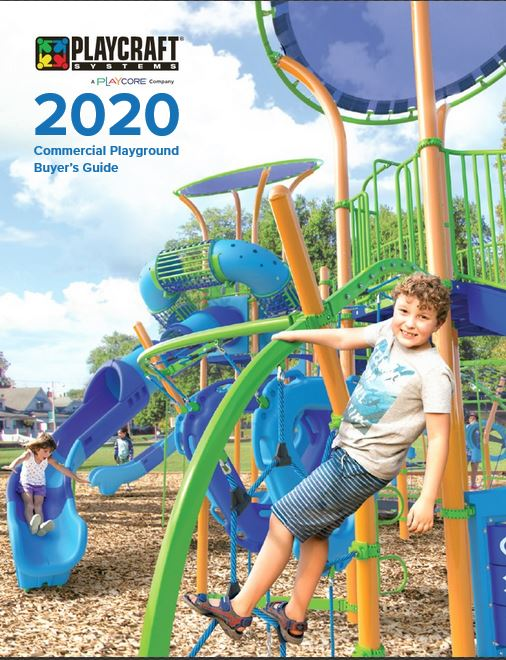 PLAYCRAFT®
SYSTEMS
A PLAYCORE Company
2020
Commercial Playground
Buyer's Guide